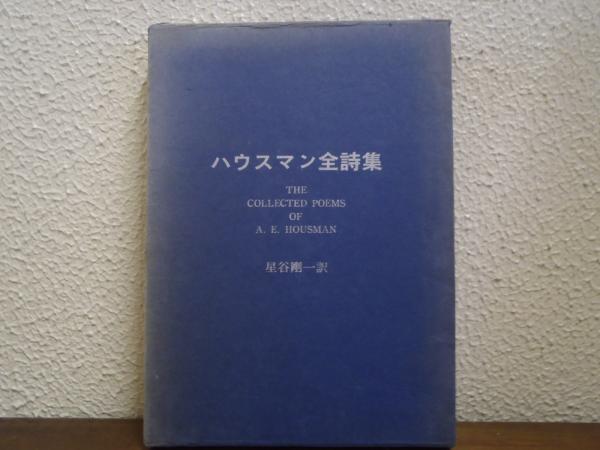 ハウスマン全詩集
THE
COLLECTED POEMS
OF
A. E. HOUSMAN
星谷剛一訳